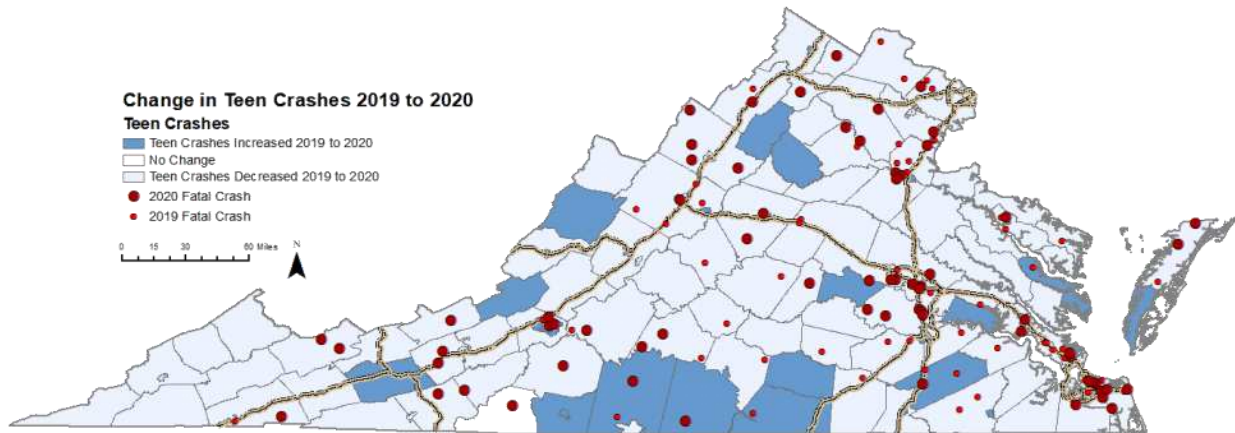 Change in Teen Crashes 2019 to 2020
Teen Crashes
Teen Crashes Increased 2019 to 2020
No Change
Teen Crashes Decreased 2019 to 2020
2020 Fatal Crash
2019 Fatal Crash
0 15 30 60 Miles
N